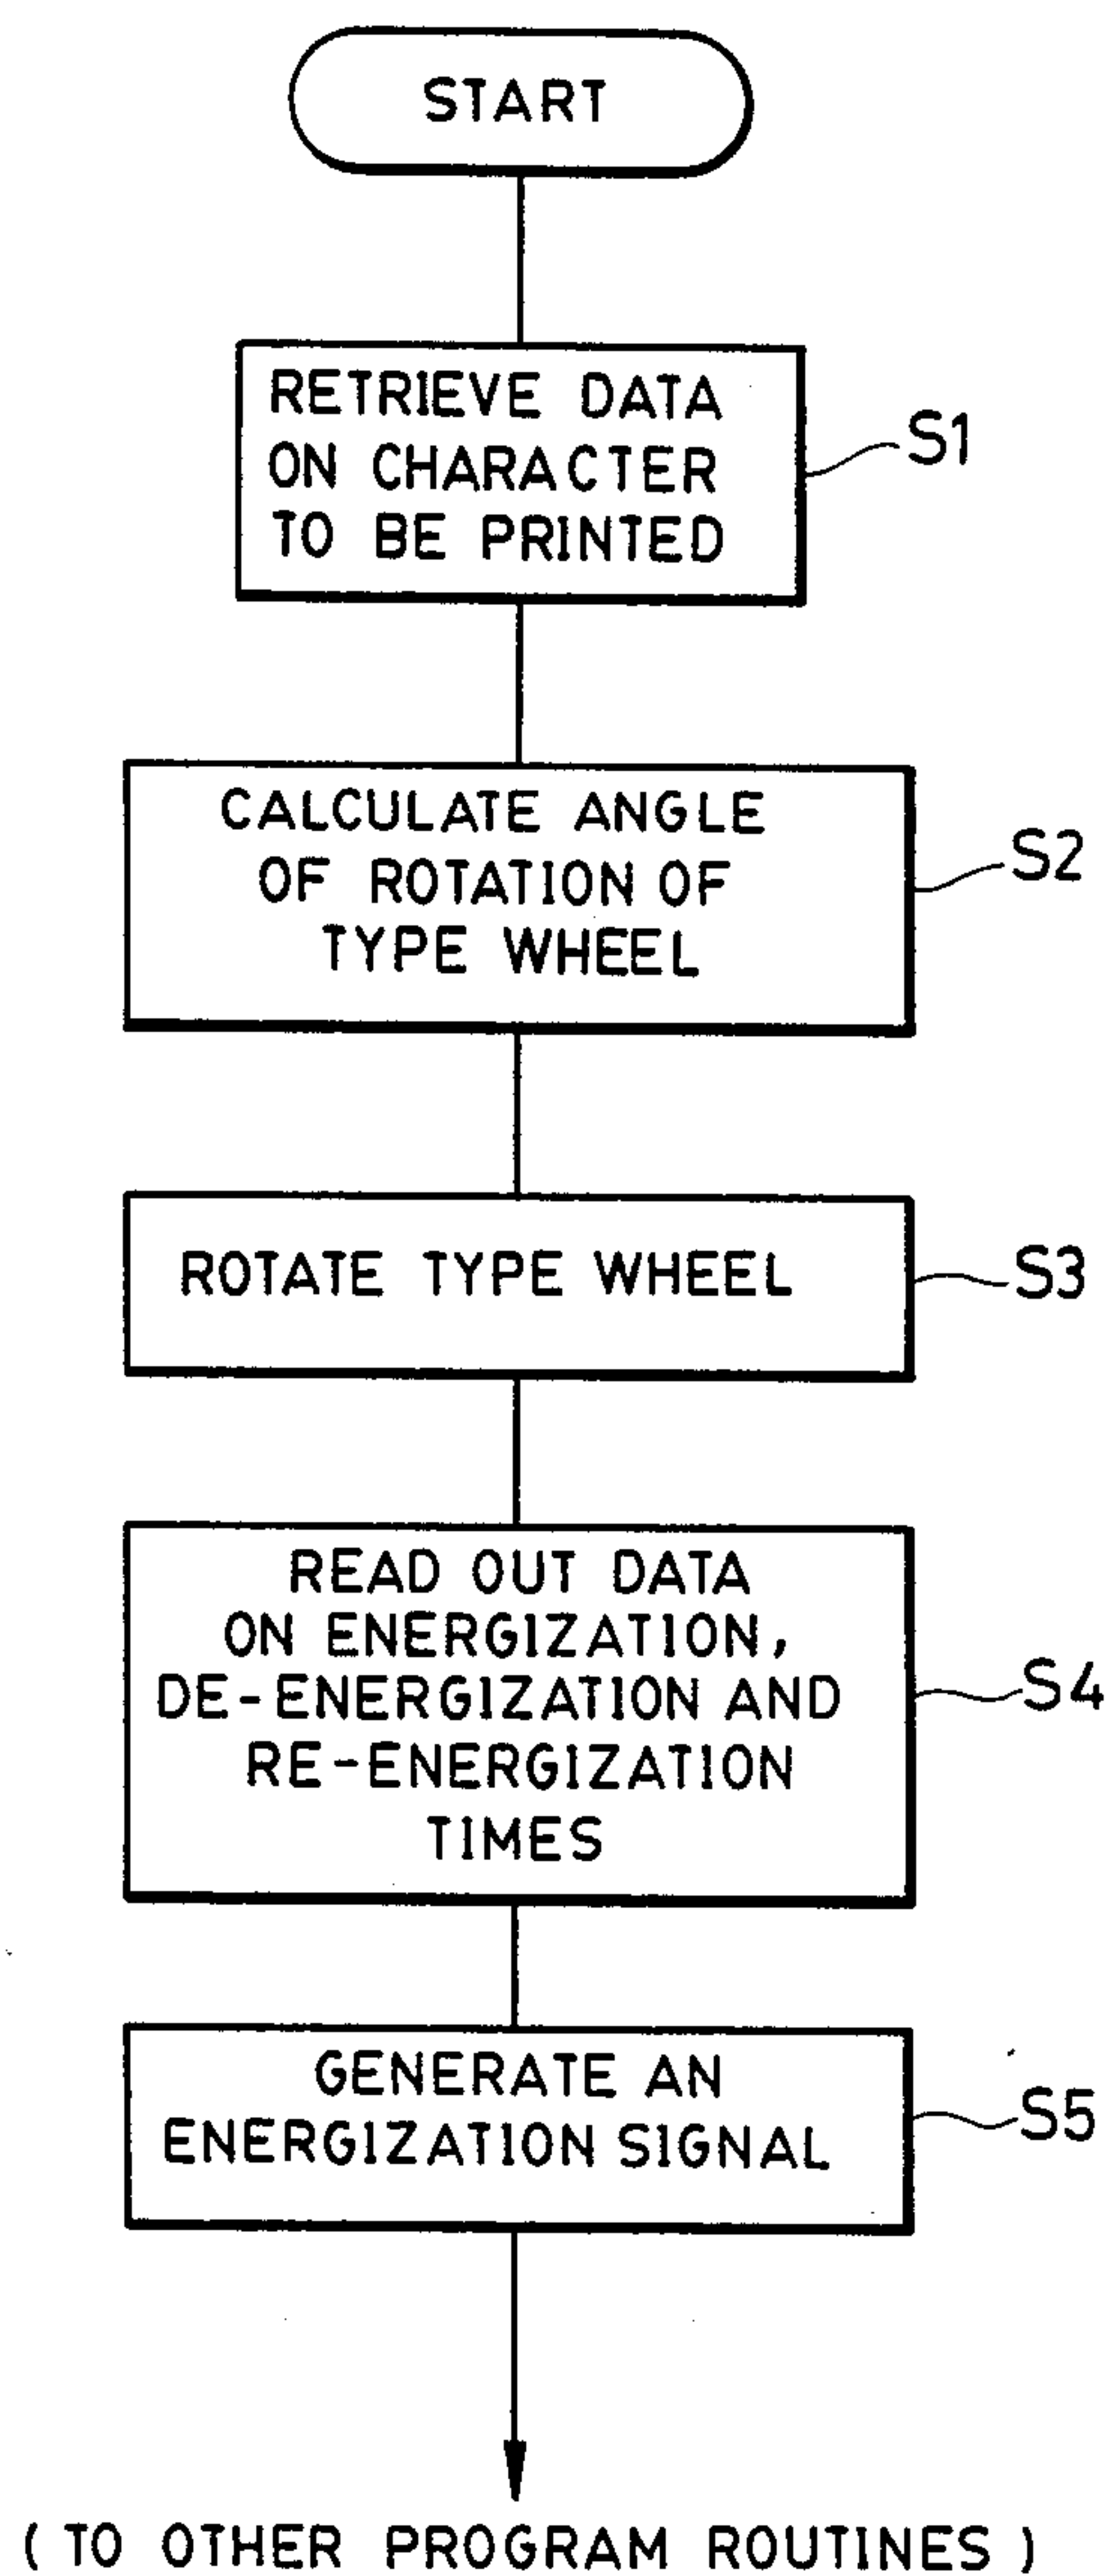 START
RETRIEVE DATA
ON CHARACTER
TO BE PRINTED
S1
CALCULATE ANGLE
OF ROTATION OF
TYPE WHEEL
S2
ROTATE TYPE WHEEL
S3
READ OUT DATA
ON ENERGIZATION,
DE-ENERGIZATION AND
RE-ENERGIZATION
TIMES
S4
GENERATE AN
ENERGIZATION SIGNAL
S5
(TO OTHER PROGRAM ROUTINES)